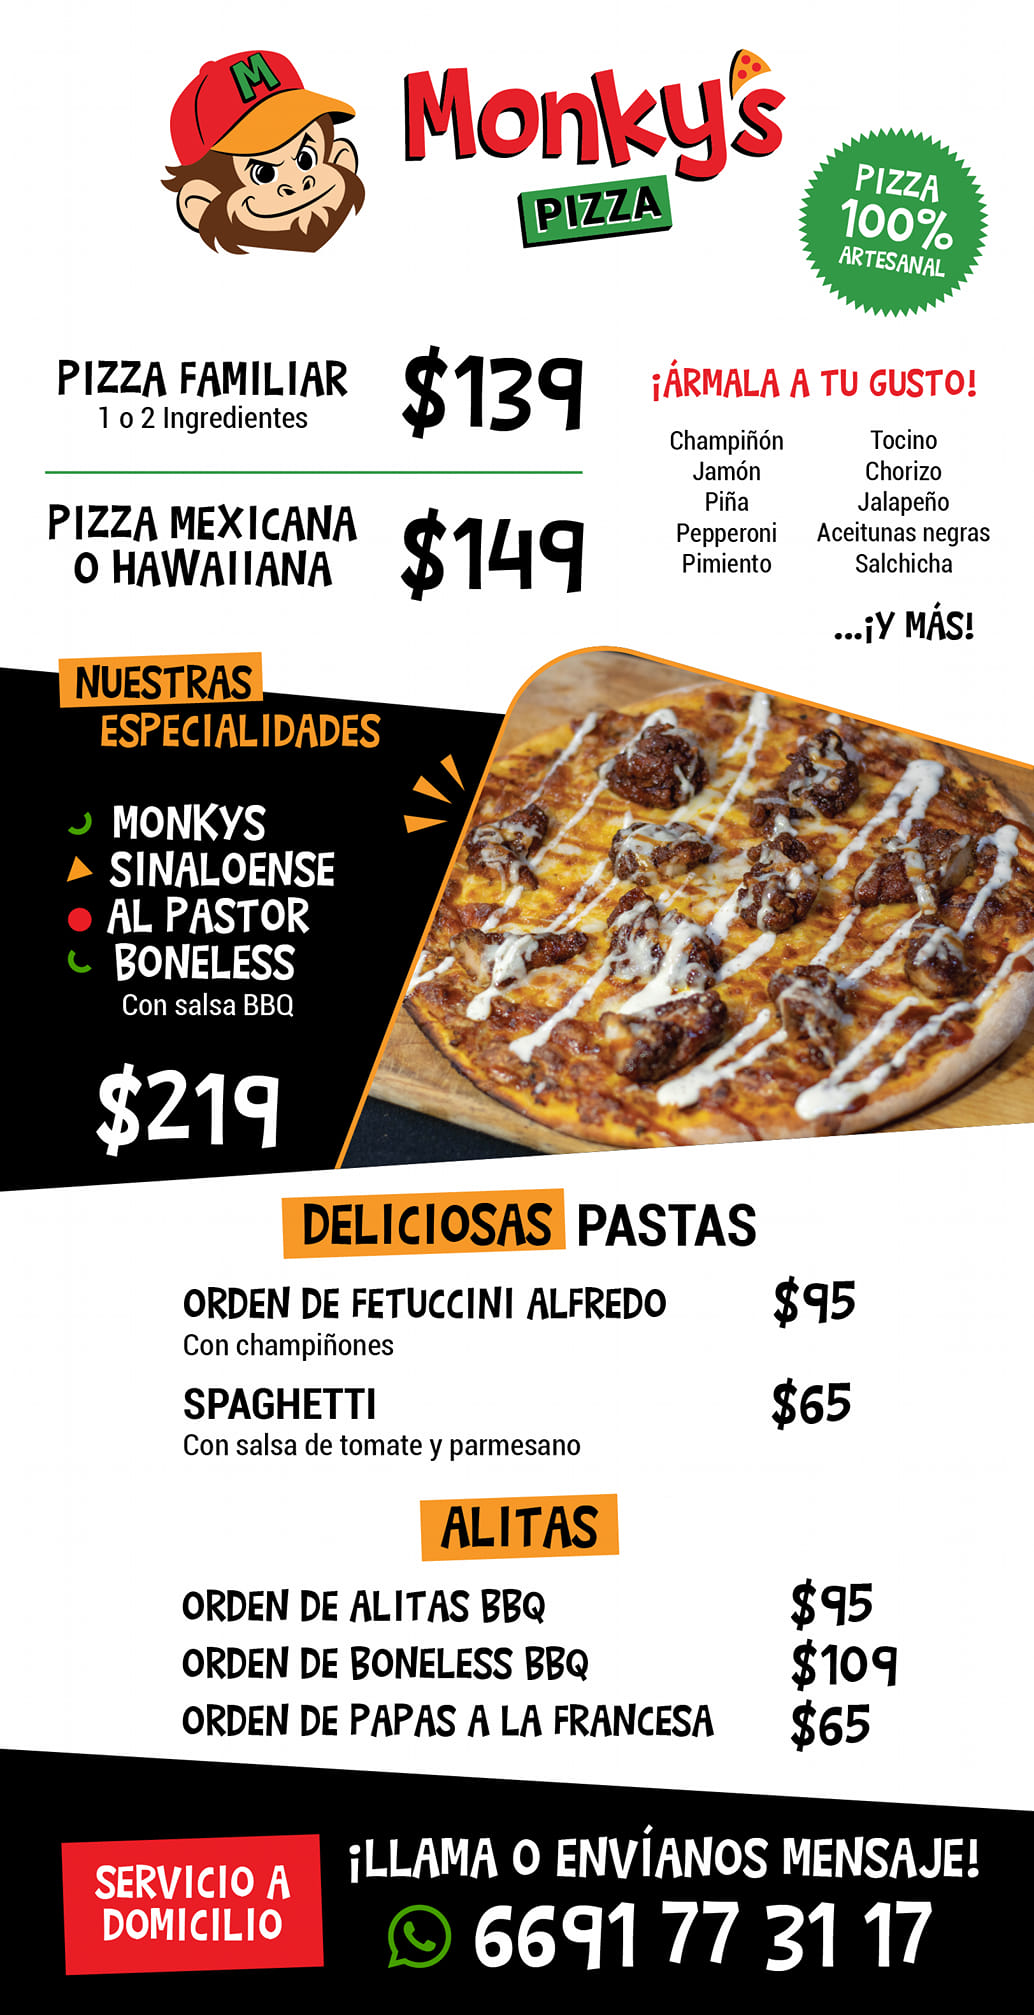 M
Monky's
PIZZA
PIZZA
100%
ARTESANAL
PIZZA FAMILIAR
1 o 2 Ingredientes
$139
PIZZA MEXICANA
O HAWAIIANA
$149
¡ÁRMALA A TU GUSTO!
Champiñón
Jamón
Piña
Pepperoni
Pimiento
Tocino
Chorizo
Jalapeño
Aceitunas negras
Salchicha
...¡Y MÁS!
NUESTRAS
ESPECIALIDADES
MONKYS
SINALOENSE
AL PASTOR
BONELESS
Con salsa BBQ
$219
DELICIOSAS PASTAS
ORDEN DE FETUCCINI ALFREDO $95
Con champiñones
SPAGHETTI $65
Con salsa de tomate y parmesano
ALITAS
ORDEN DE ALITAS BBQ $95
ORDEN DE BONELESS BBQ $109
ORDEN DE PAPAS A LA FRANCESA $65
SERVICIO A
DOMICILIO
¡LLAMA O ENVÍANOS MENSAJE!
6691 77 31 17